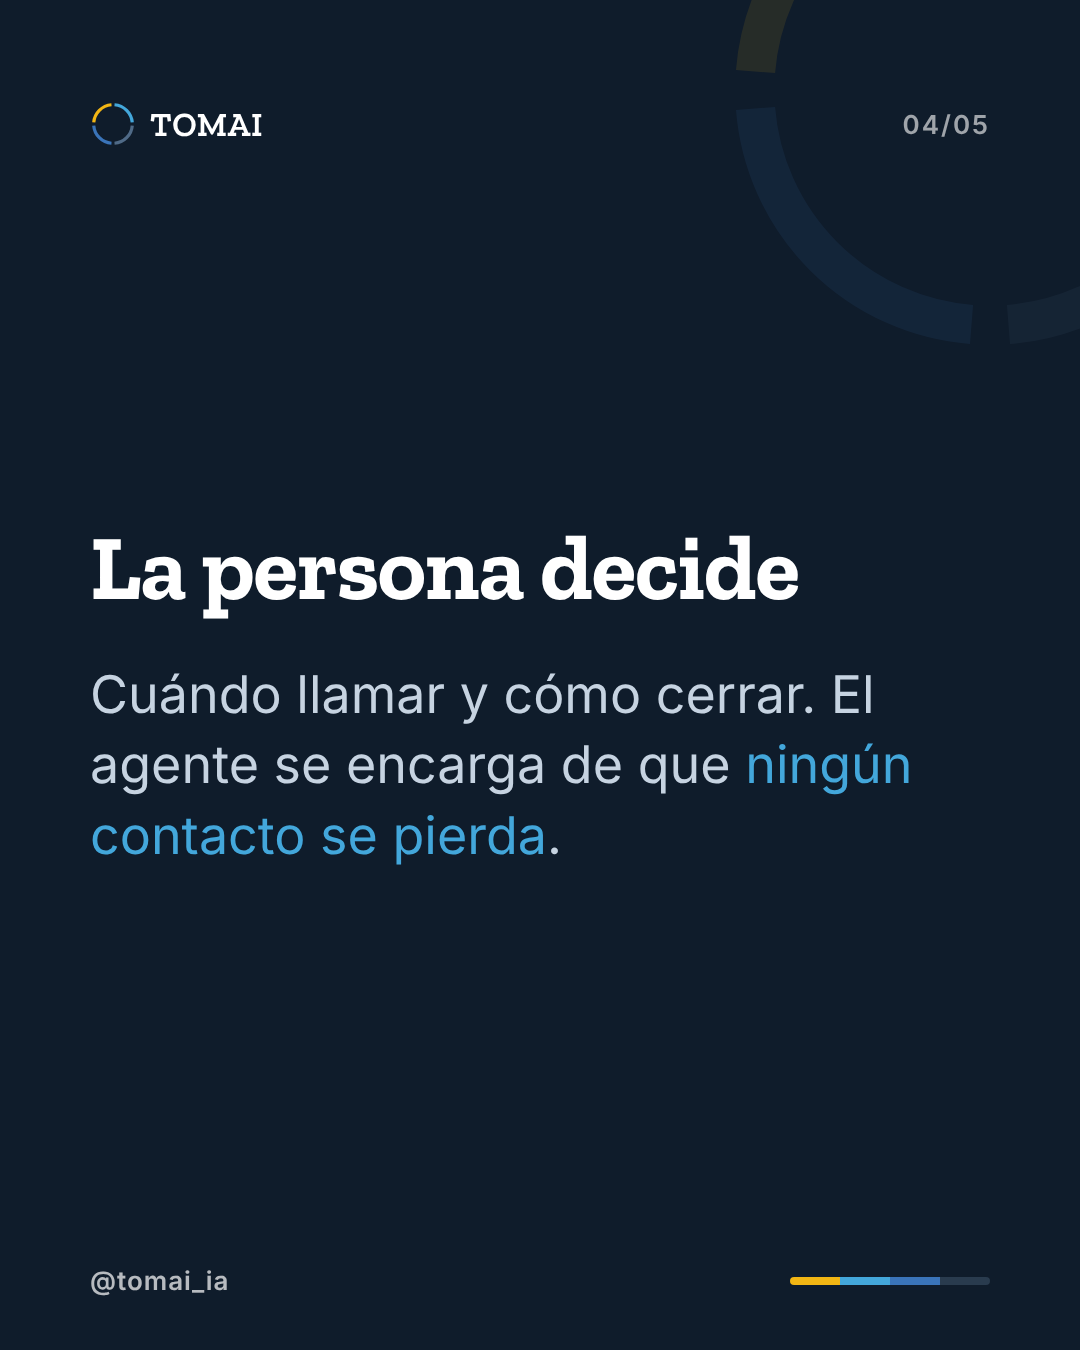 TOMAI
04/05
La persona decide
Cuándo llamar y cómo cerrar. El
agente se encarga de que ningún
contacto se pierda.
@tomai_ia